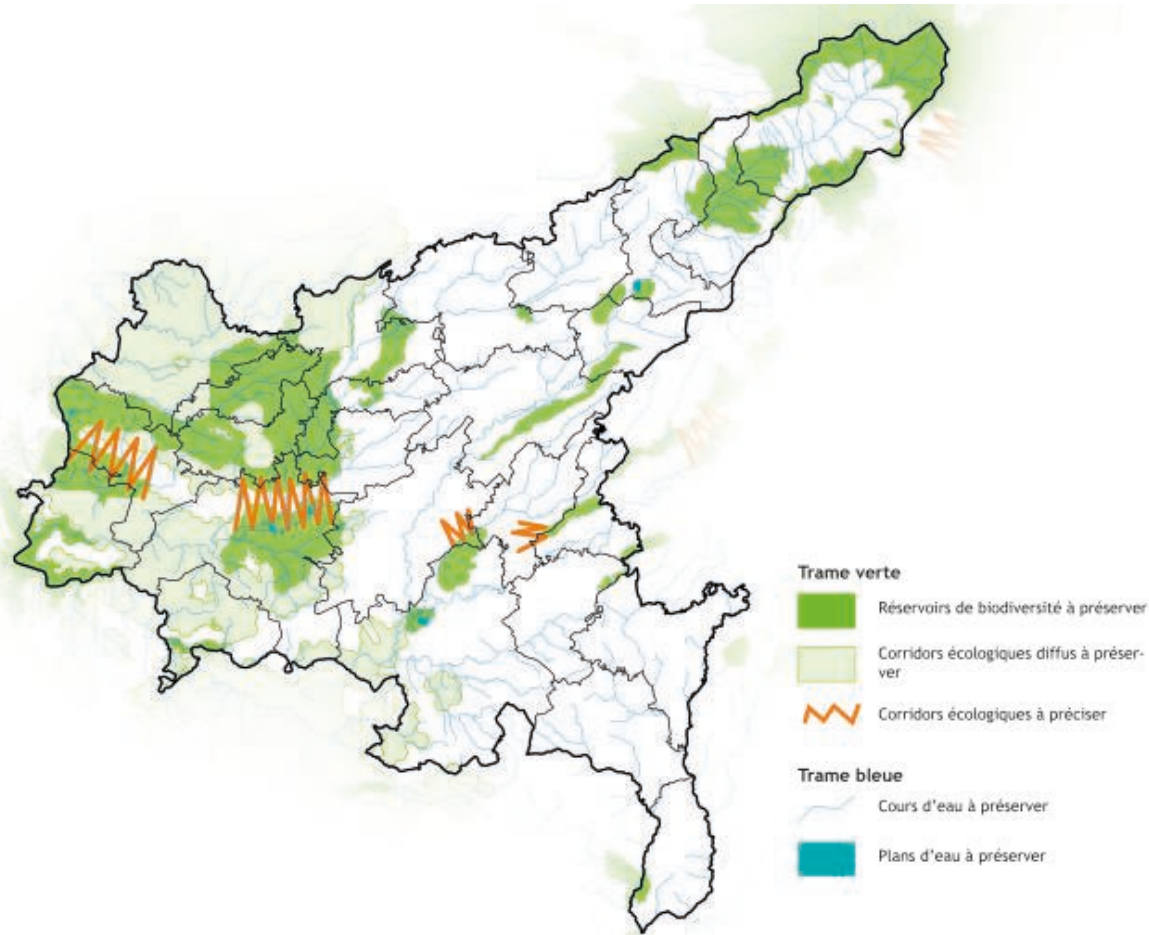 Trame verte
Réservoirs de biodiversité à préserver
Corridors écologiques diffus à préser-
ver
Corridors écologiques à préciser
Trame bleue
Cours d'eau à préserver
Plans d'eau à préserver